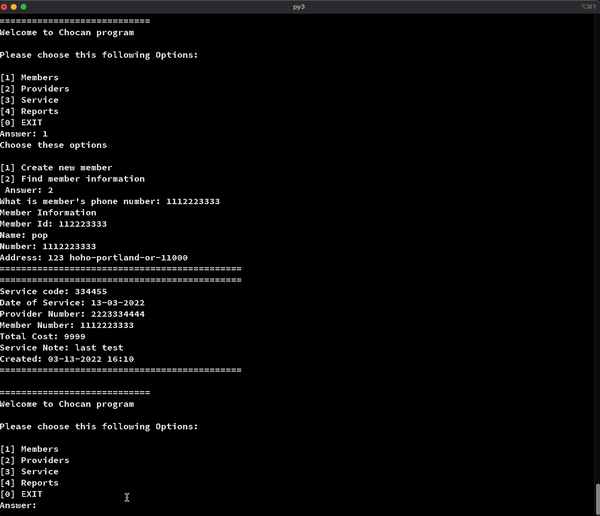 py3
⌥⌘1
============================
Welcome to Chocan program
Please choose this following Options:
[1] Members
[2] Providers
[3] Service
[4] Reports
[0] EXIT
Answer: 1
Choose these options
[1] Create new member
[2] Find member information
Answer: 2
What is member's phone number: 1112223333
Member Information
Member Id: 112223333
Name: pop
Number: 1112223333
Address: 123 hoho-portland-or-11000
=============================================
=============================================
Service code: 334455
Date of Service: 13-03-2022
Provider Number: 2223334444
Member Number: 1112223333
Total Cost: 9999
Service Note: last test
Created: 03-13-2022 16:10
=============================================
============================
Welcome to Chocan program
Please choose this following Options:
[1] Members
[2] Providers
[3] Service
[4] Reports
[0] EXIT
Answer: